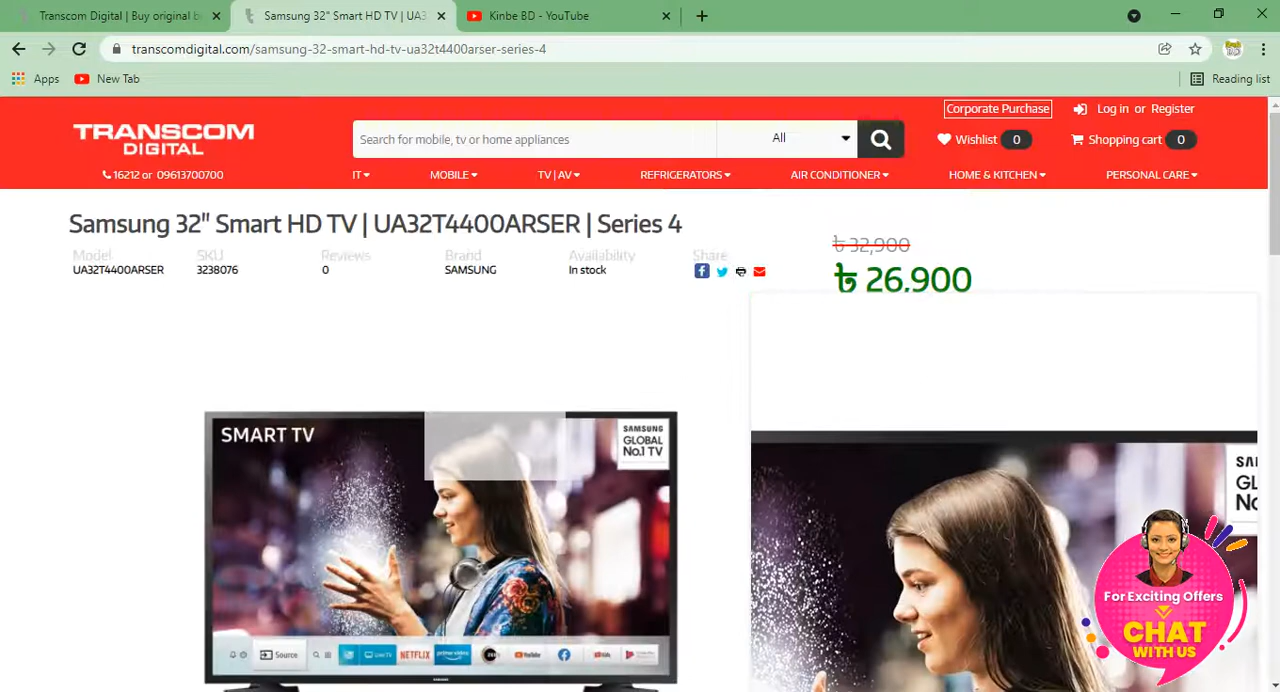 Transcom Digital | Buy original b
Samsung 32" Smart HD TV | UA3
Kinbe BD - YouTube
transcomdigital.com/samsung-32-smart-hd-tv-ua32t4400arser-series-4
Apps
New Tab
Reading list
Corporate Purchase
Log in or Register
TRANSCOM
DIGITAL
Search for mobile, tv or home appliances
All
Wishlist 0
Shopping cart 0
16212 or 09613700700
IT
MOBILE
TV | AV
REFRIGERATORS
AIR CONDITIONER
HOME & KITCHEN
PERSONAL CARE
Samsung 32" Smart HD TV | UA32T4400ARSER | Series 4
৳ 32,900
৳ 26,900
Model
SKU
Reviews
Brand
Availability
Share
UA32T4400ARSER
3238076
0
SAMSUNG
In stock
SMART TV
SAMSUNG
GLOBAL
No.1 TV
Source
NETFLIX
prime video
YouTube
SAMSUNG
For Exciting Offers
CHAT
WITH US